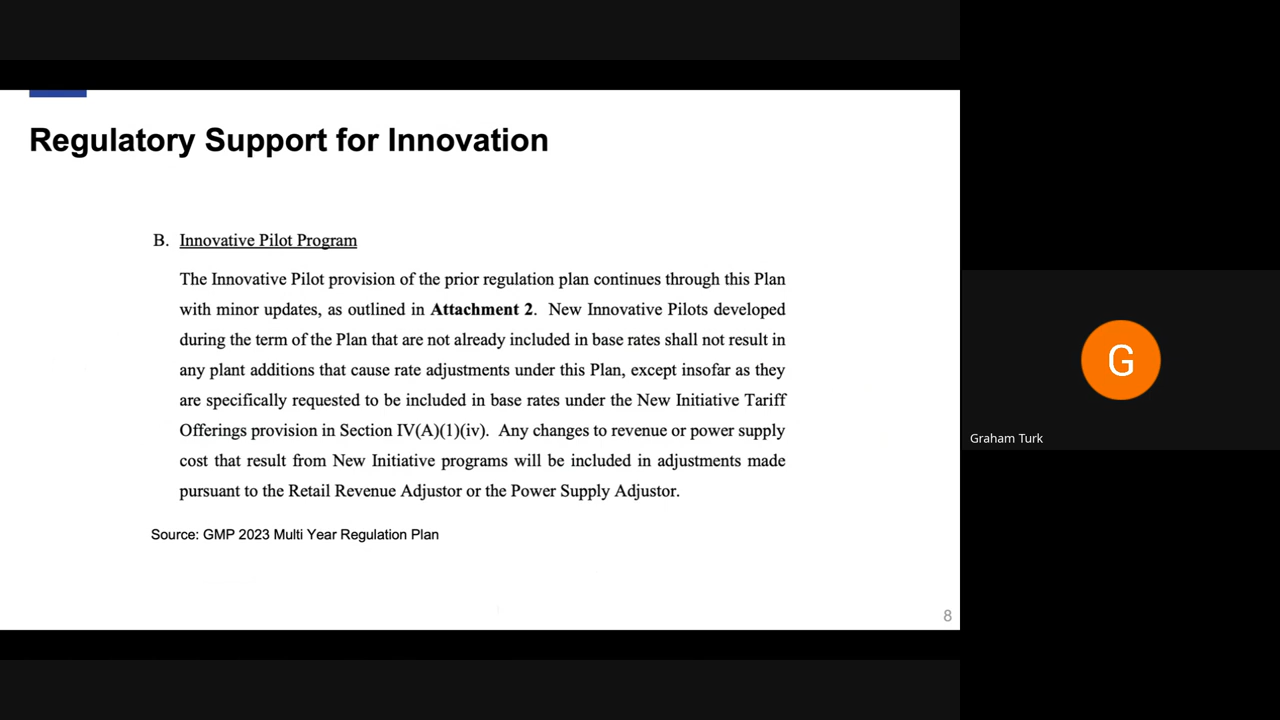 Regulatory Support for Innovation
B. Innovative Pilot Program
The Innovative Pilot provision of the prior regulation plan continues through this Plan
with minor updates, as outlined in Attachment 2. New Innovative Pilots developed
during the term of the Plan that are not already included in base rates shall not result in
any plant additions that cause rate adjustments under this Plan, except insofar as they
are specifically requested to be included in base rates under the New Initiative Tariff
Offerings provision in Section IV(A)(1)(iv). Any changes to revenue or power supply
cost that result from New Initiative programs will be included in adjustments made
pursuant to the Retail Revenue Adjustor or the Power Supply Adjustor.
Source: GMP 2023 Multi Year Regulation Plan
8
G
Graham Turk